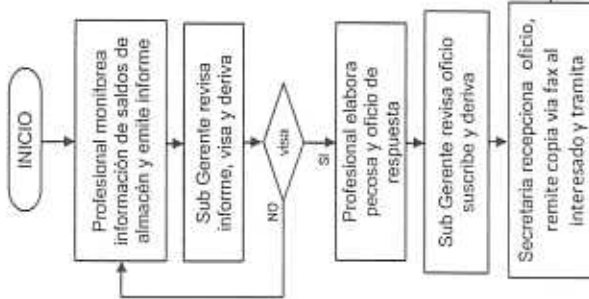 INICIO
Profesional monitorea
información de saldos de
almacén y emite informe
Sub Gerente revisa
informe, visa y deriva
visa
NO
SI
Profesional elabora
pecosa y oficio de
respuesta
Sub Gerente revisa oficio
suscribe y deriva
Secretaria recepciona oficio,
remite copia via fax al
interesado y tramita